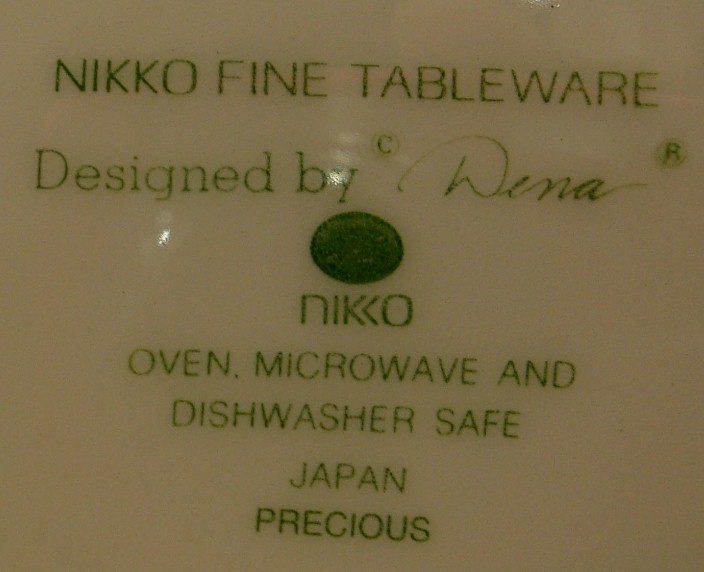 NIKKO FINE TABLEWARE
Designed by © Dena ®
NIKKO
OVEN, MICROWAVE AND
DISHWASHER SAFE
JAPAN
PRECIOUS